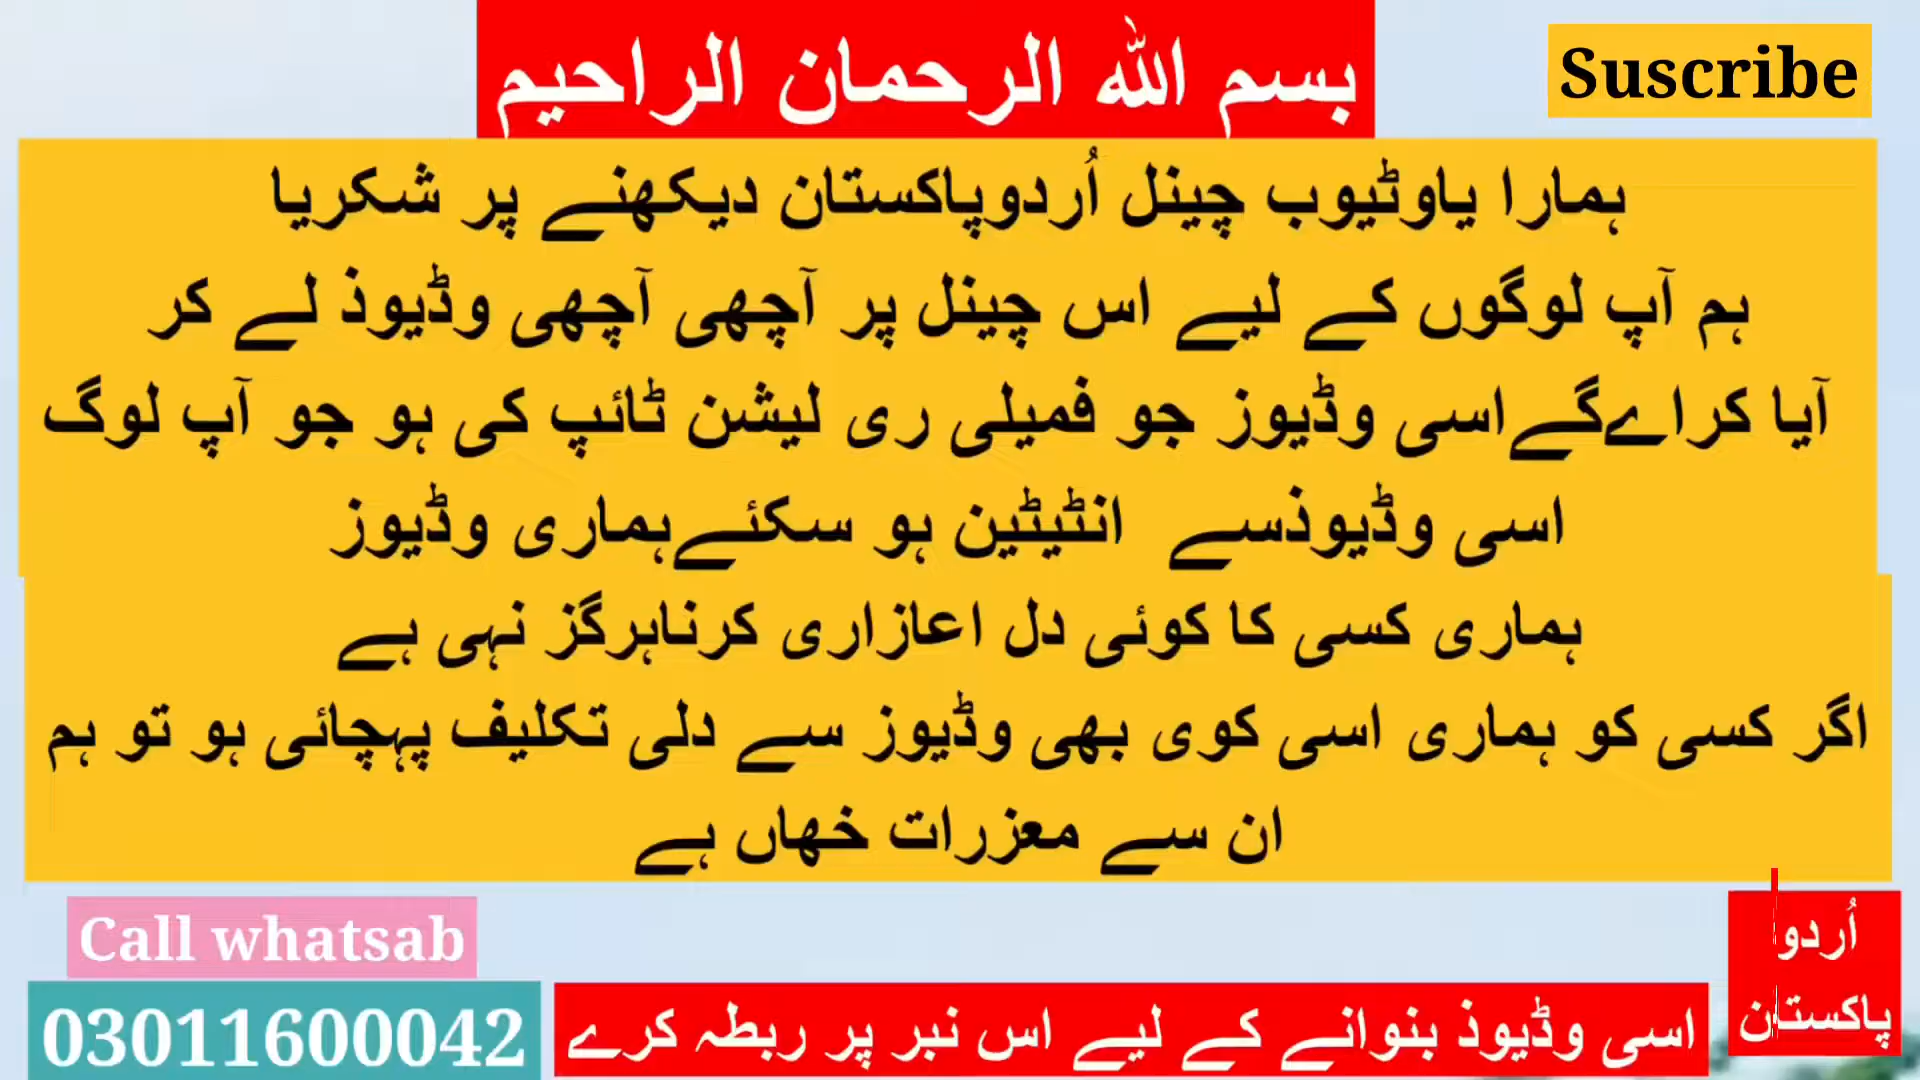 بسم الله الرحمان الراحیم
Suscribe
ہمارا یاوٹیوب چینل اُردوپاکستان دیکھنے پر شکریا
ہم آپ لوگوں کے لیے اس چینل پر آچھی آچھی وڈیوذ لے کر
آیا کراےگےاسی وڈیوز جو فمیلی ری لیشن ٹائپ کی ہو جو آپ لوگ
اسی وڈیوذسے انٹیٹین ہو سکئےہماری وڈیوز
ہماری کسی کا کوئی دل اعازاری کرناہرگز نہی ہے
اگر کسی کو ہماری اسی کوی بھی وڈیوز سے دلی تکلیف پہچائی ہو تو ہم
ان سے معزرات خھاں ہے
Call whatsab
03011600042
اسی وڈیوذ بنوانے کے لیے اس نبر پر ربطہ کرے
اُردو
پاکستان